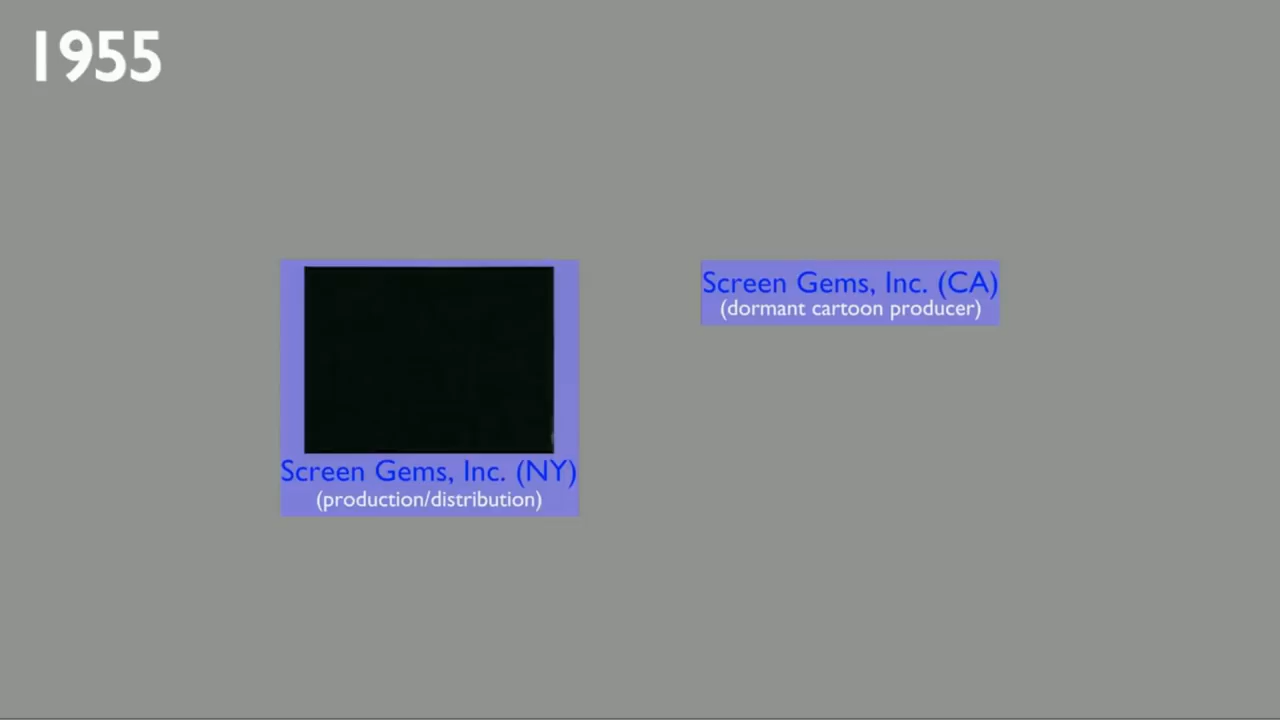 1955
Screen Gems, Inc. (CA)
(dormant cartoon producer)
Screen Gems, Inc. (NY)
(production/distribution)